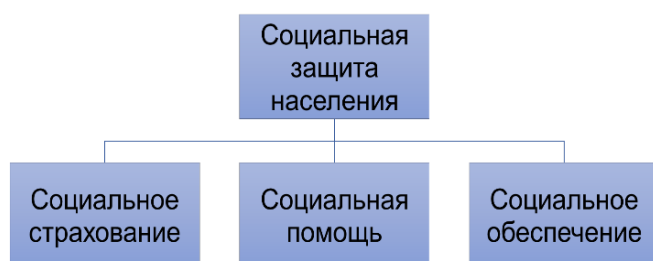 Социальная
защита
населения
Социальное
страхование
Социальная
помощь
Социальное
обеспечение